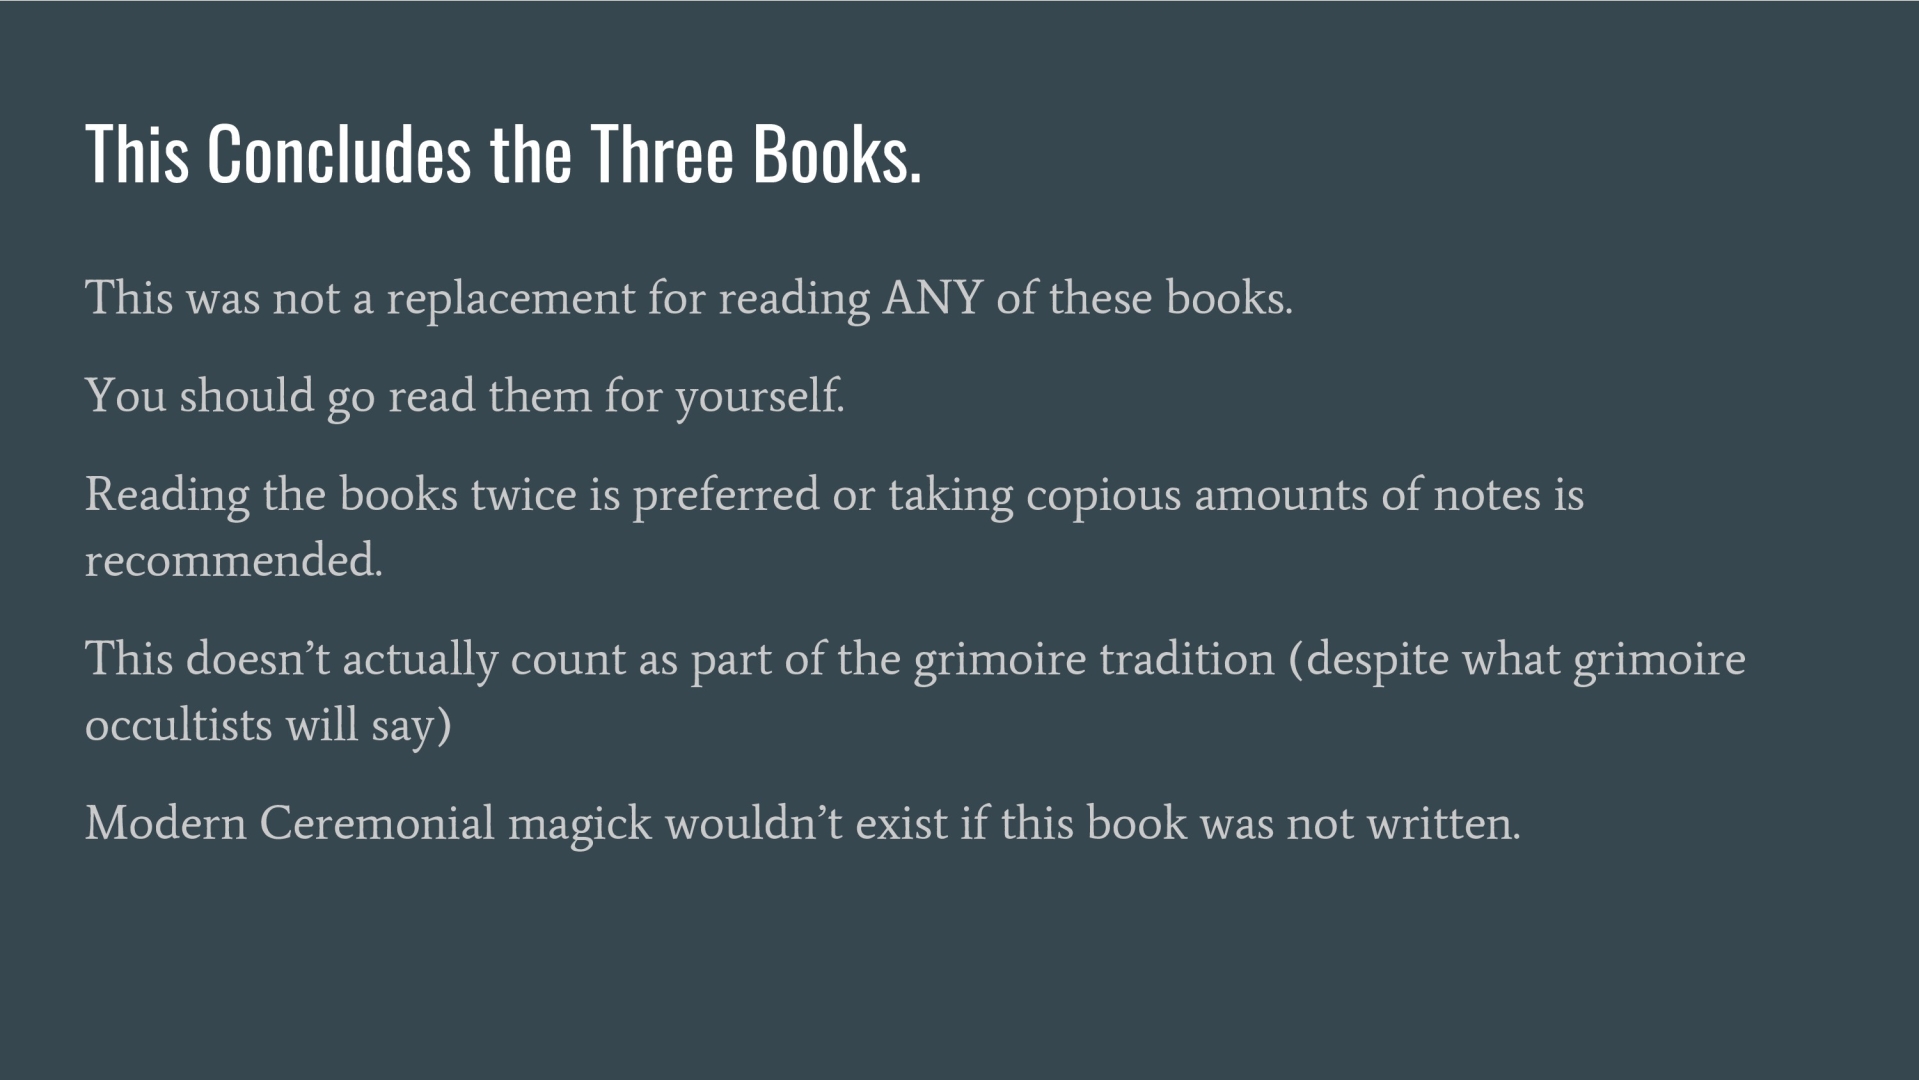 This Concludes the Three Books.
This was not a replacement for reading ANY of these books.
You should go read them for yourself.
Reading the books twice is preferred or taking copious amounts of notes is
recommended.
This doesn’t actually count as part of the grimoire tradition (despite what grimoire
occultists will say)
Modern Ceremonial magick wouldn’t exist if this book was not written.